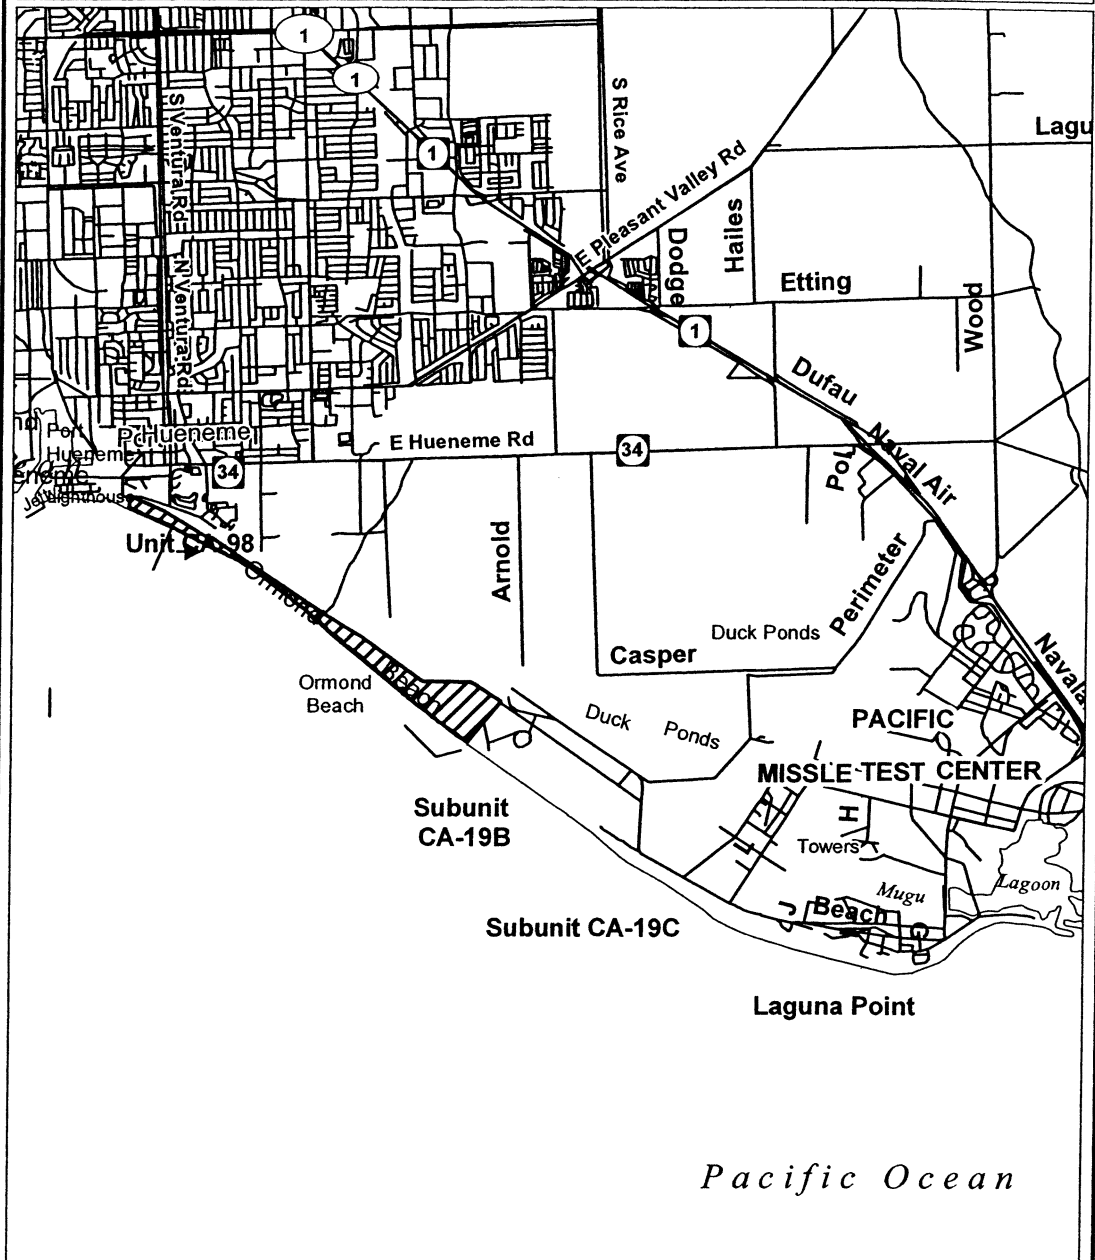 1
1
1
S Rice Ave
Lagu
S Ventura Rd
E Pleasant Valley Rd
Hailes
Dodge
Etting
Wood
N Ventura Rd
1
Dufau
Port
Hueneme
Pt Hueneme
E Hueneme Rd
34
34
Naval Air
Lighthouse
Arnold
Unit CA-98
Ormond
Beach
Perimeter
Duck Ponds
Casper
Navala
Ormond
Beach
Duck Ponds
PACIFIC
MISSLE TEST CENTER
Subunit
CA-19B
H
Towers
Mugu
Lagoon
L
J
Beach
G
D
Subunit CA-19C
Laguna Point
Pacific Ocean